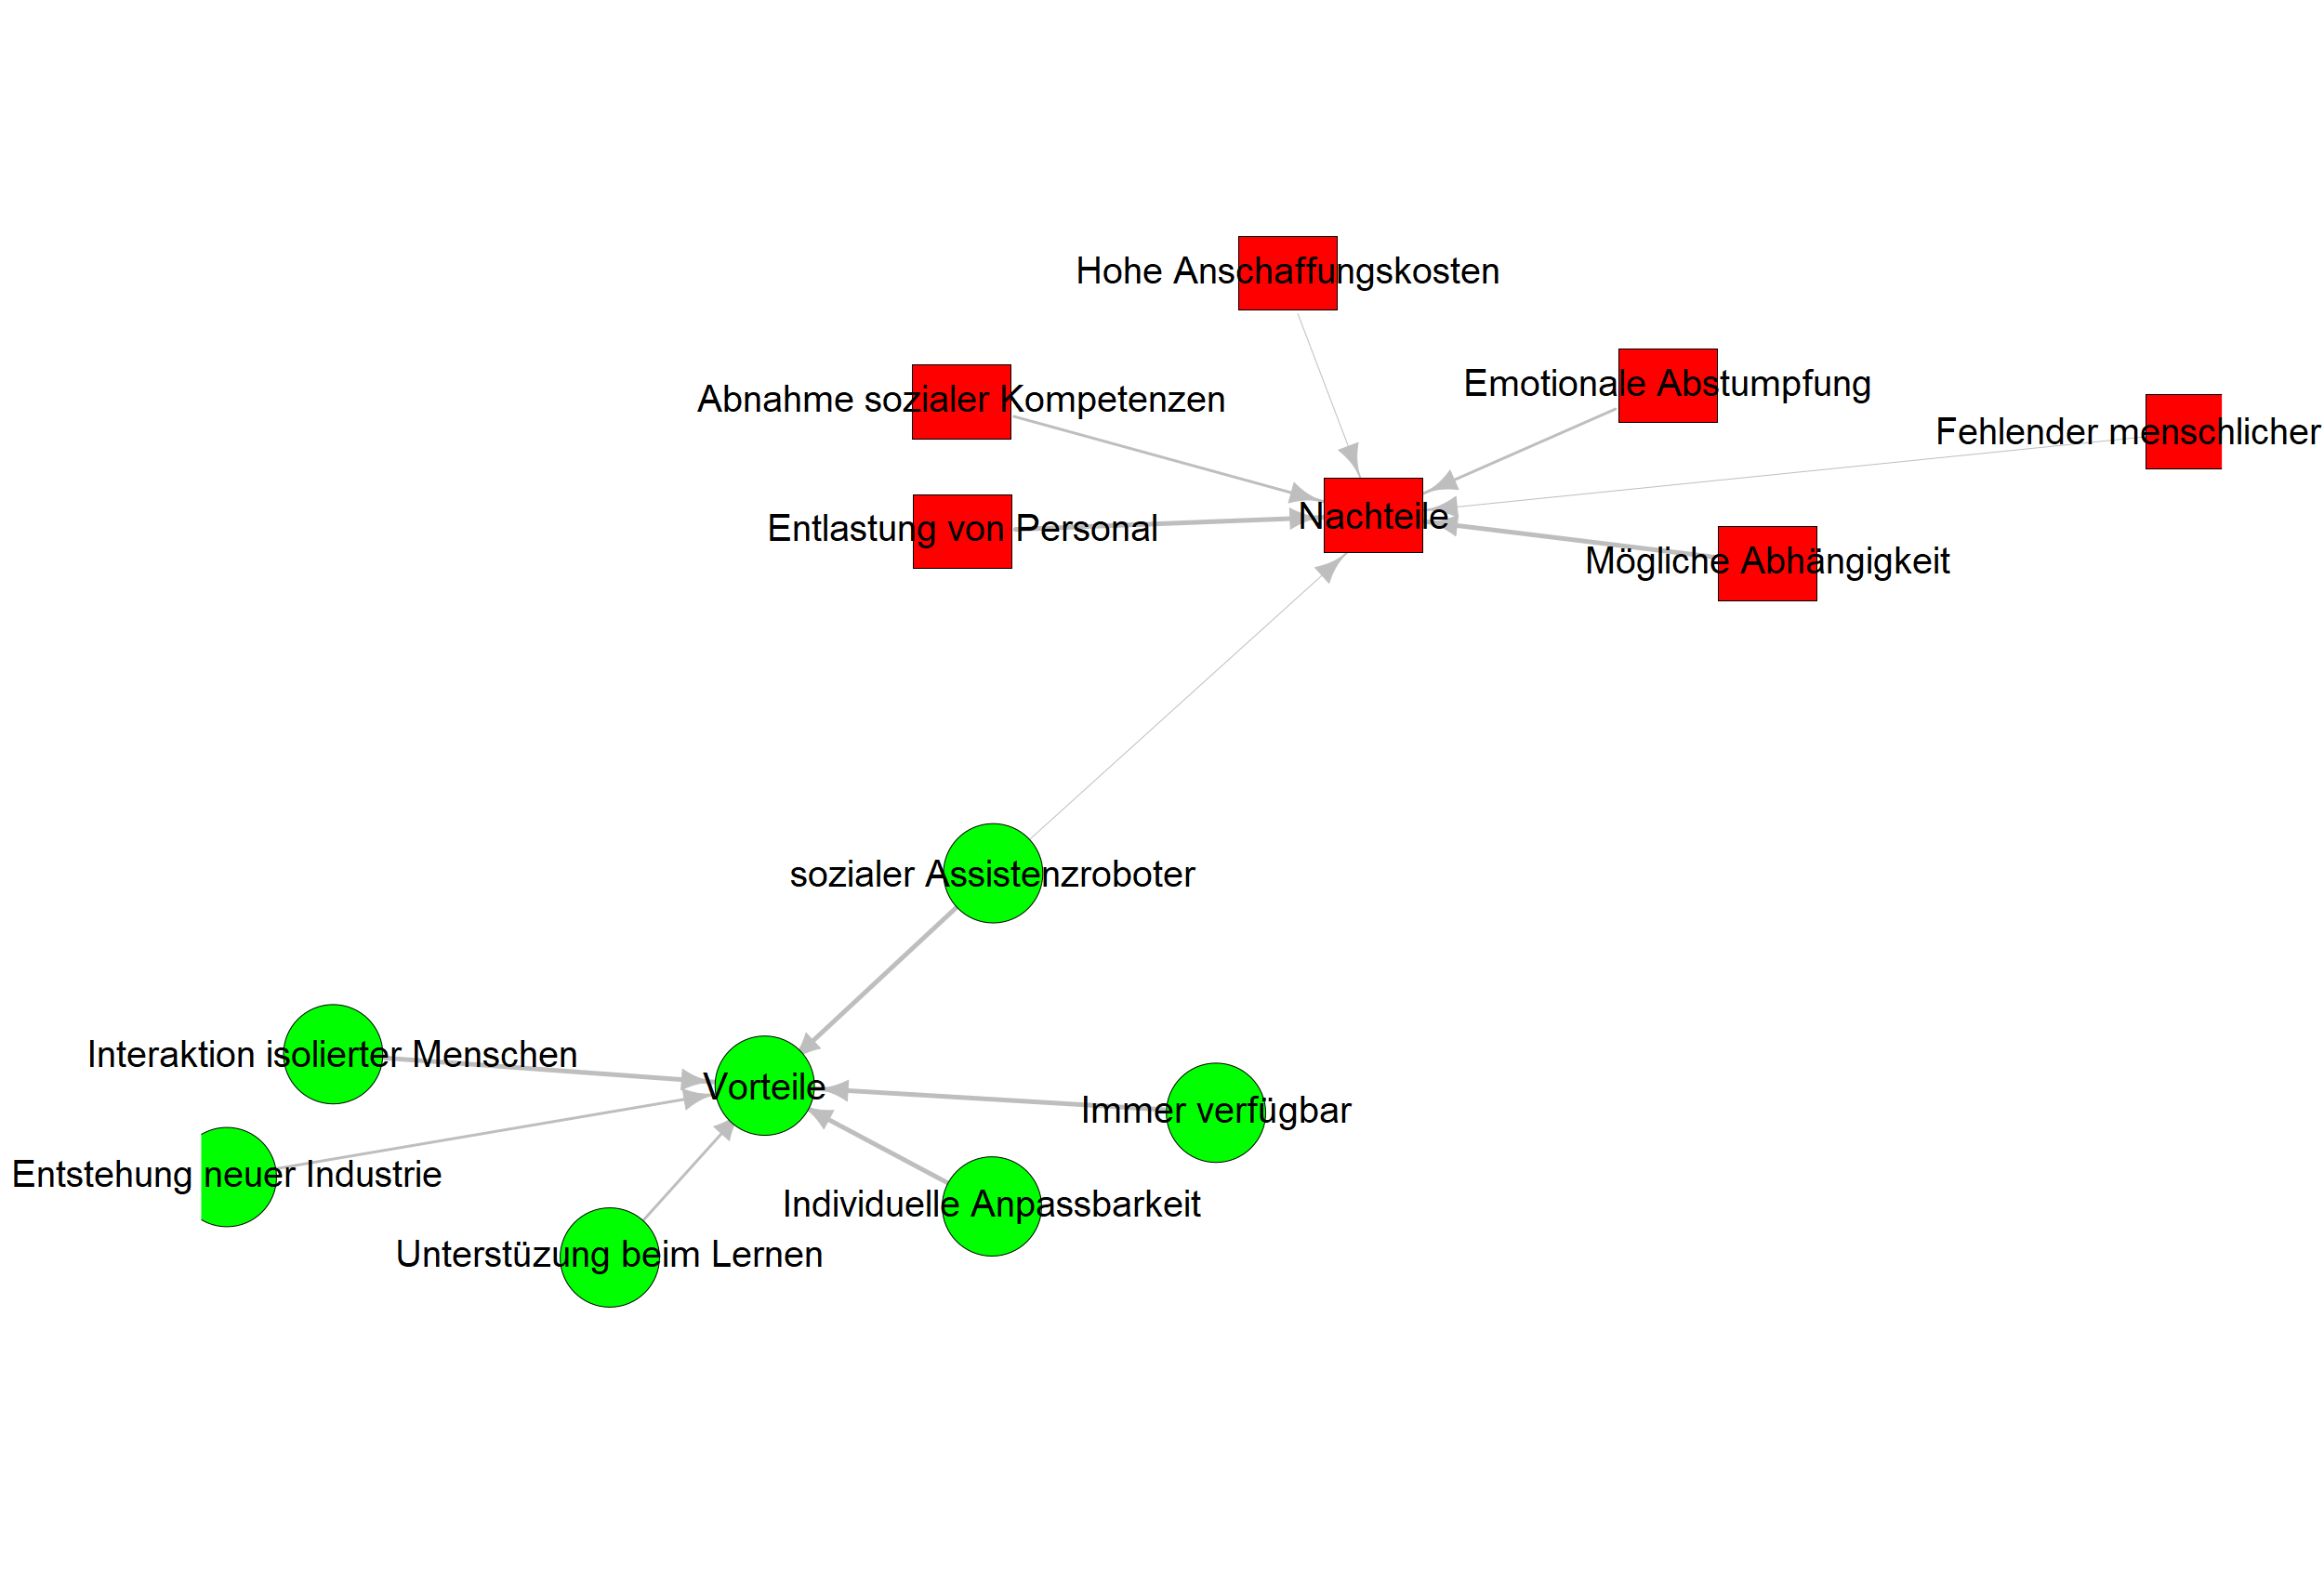 Hohe Anschaffungskosten
Emotionale Abstumpfung
Abnahme sozialer Kompetenzen
Fehlender menschlicher
Nachteile
Entlastung von Personal
Mögliche Abhängigkeit
sozialer Assistenzroboter
Interaktion isolierter Menschen
Vorteile
Immer verfügbar
Entstehung neuer Industrie
Individuelle Anpassbarkeit
Unterstüzung beim Lernen